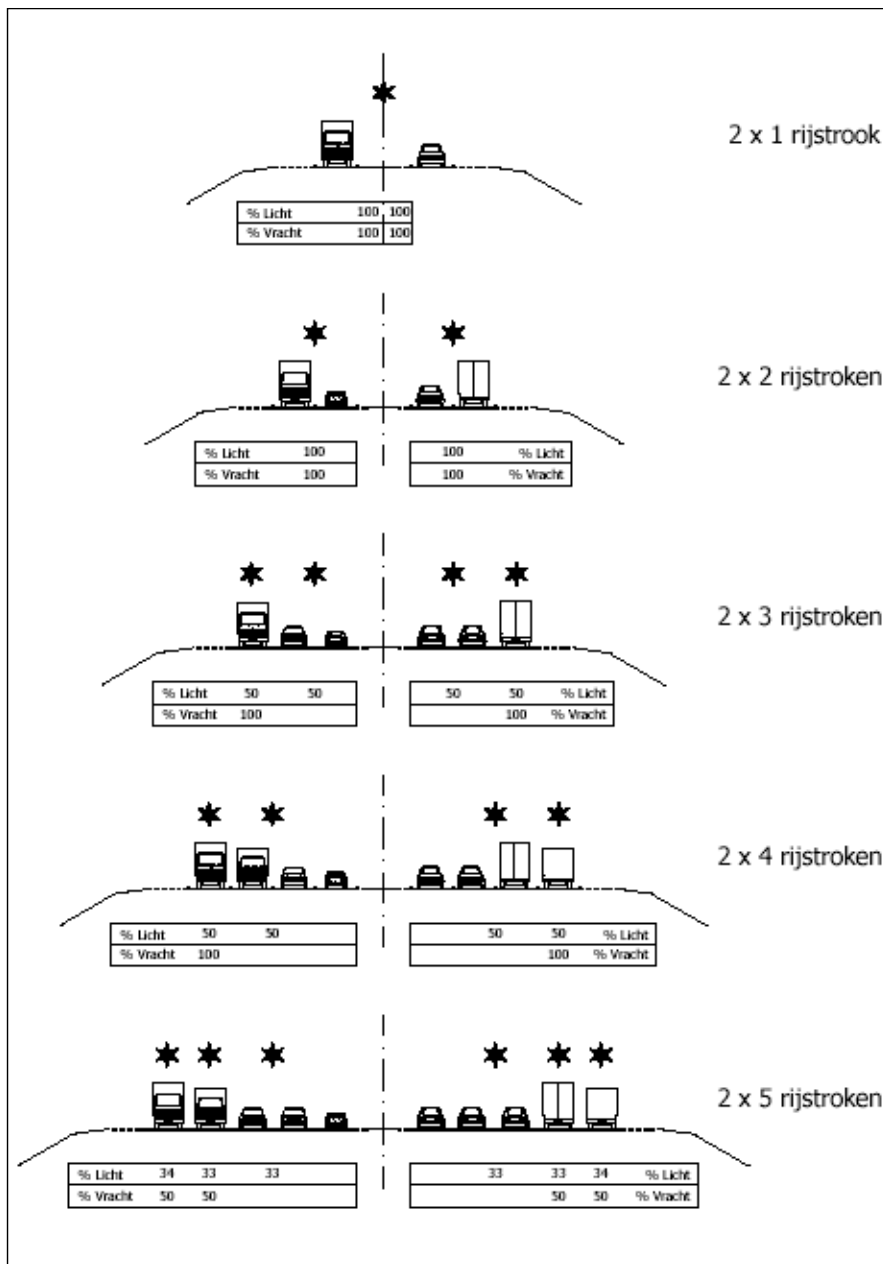 2 x 1 rijstrook
% Licht 100 100
% Vracht 100 100
2 x 2 rijstroken
% Licht 100 100 % Licht
% Vracht 100 100 % Vracht
2 x 3 rijstroken
% Licht 50 50 50 50 % Licht
% Vracht 100 100 % Vracht
2 x 4 rijstroken
% Licht 50 50 50 50 % Licht
% Vracht 100 100 % Vracht
2 x 5 rijstroken
% Licht 34 33 33 33 33 34 % Licht
% Vracht 50 50 50 50 % Vracht